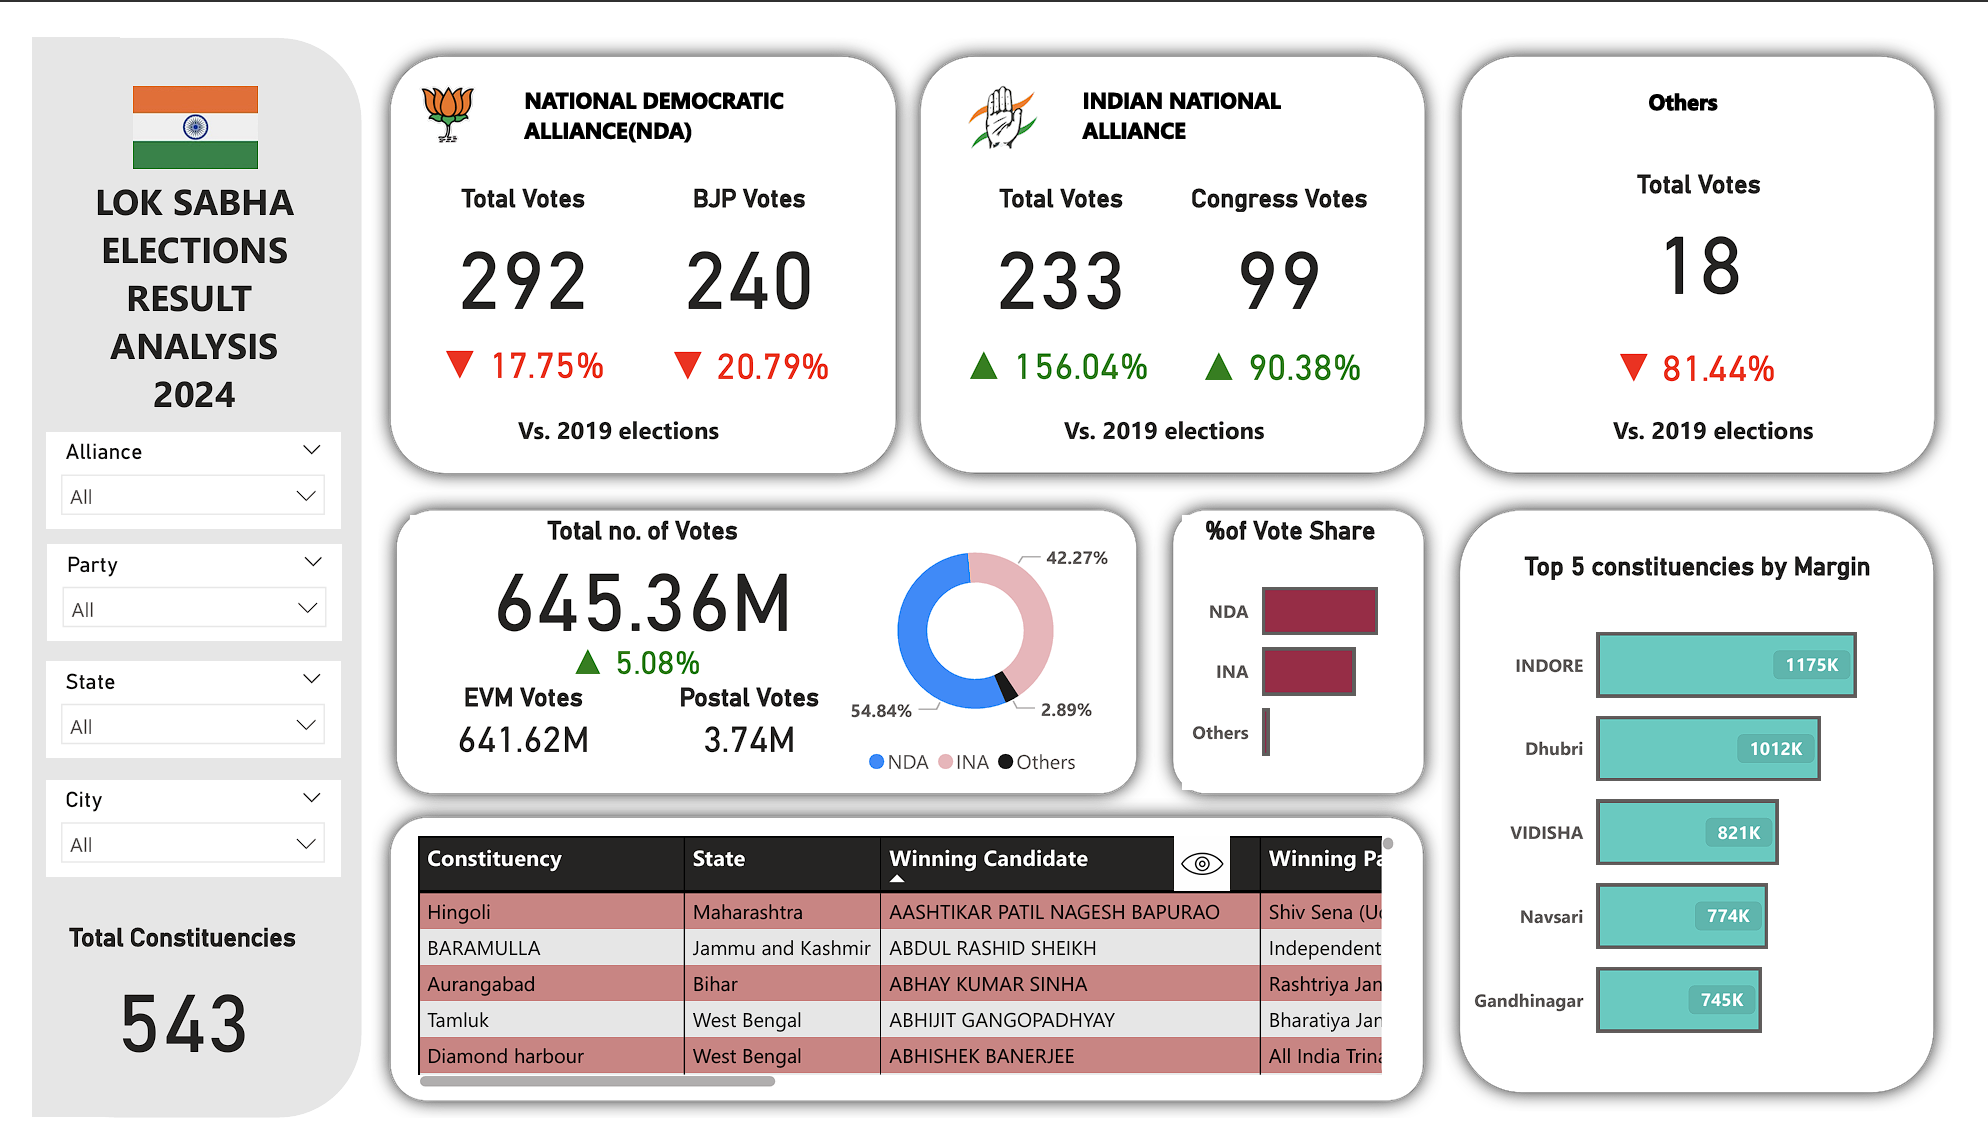 LOK SABHA
ELECTIONS
RESULT
ANALYSIS
2024
Alliance
All
Party
All
State
All
City
All
Total Constituencies
543
NATIONAL DEMOCRATIC
ALLIANCE(NDA)
Total Votes
BJP Votes
292
240
▼ 17.75%
▼ 20.79%
Vs. 2019 elections
INDIAN NATIONAL
ALLIANCE
Total Votes
Congress Votes
233
99
▲ 156.04%
▲ 90.38%
Vs. 2019 elections
Others
Total Votes
18
▼ 81.44%
Vs. 2019 elections
Total no. of Votes
645.36M
▲ 5.08%
EVM Votes
Postal Votes
641.62M
3.74M
42.27%
54.84%
2.89%
NDA INA Others
%of Vote Share
NDA
INA
Others
Top 5 constituencies by Margin
INDORE 1175K
Dhubri 1012K
VIDISHA 821K
Navsari 774K
Gandhinagar 745K
Constituency State Winning Candidate Winning Pa
Hingoli Maharashtra AASHTIKAR PATIL NAGESH BAPURAO Shiv Sena (U
BARAMULLA Jammu and Kashmir ABDUL RASHID SHEIKH Independent
Aurangabad Bihar ABHAY KUMAR SINHA Rashtriya Jan
Tamluk West Bengal ABHIJIT GANGOPADHYAY Bharatiya Jan
Diamond harbour West Bengal ABHISHEK BANERJEE All India Trin